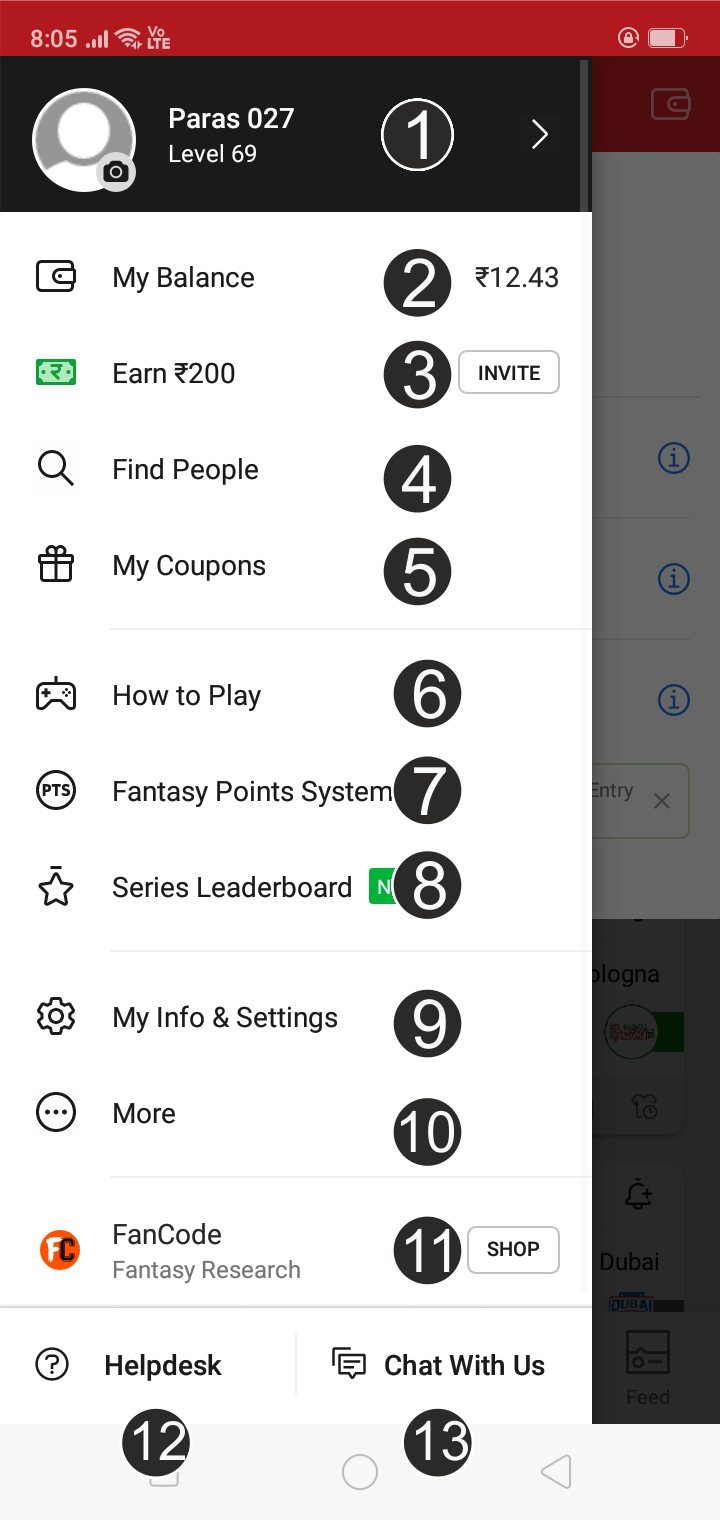 8:05 Vo LTE
Paras 027
1
Level 69
My Balance 2 ₹12.43
Earn ₹200 3 INVITE
Find People 4
My Coupons 5
How to Play 6
PTS Fantasy Points System 7
Entry
Series Leaderboard N 8
ologna
My Info & Settings 9
More 10
FC FanCode 11 SHOP
Fantasy Research
Dubai
DUBAI
Helpdesk Chat With Us
Feed
12 13